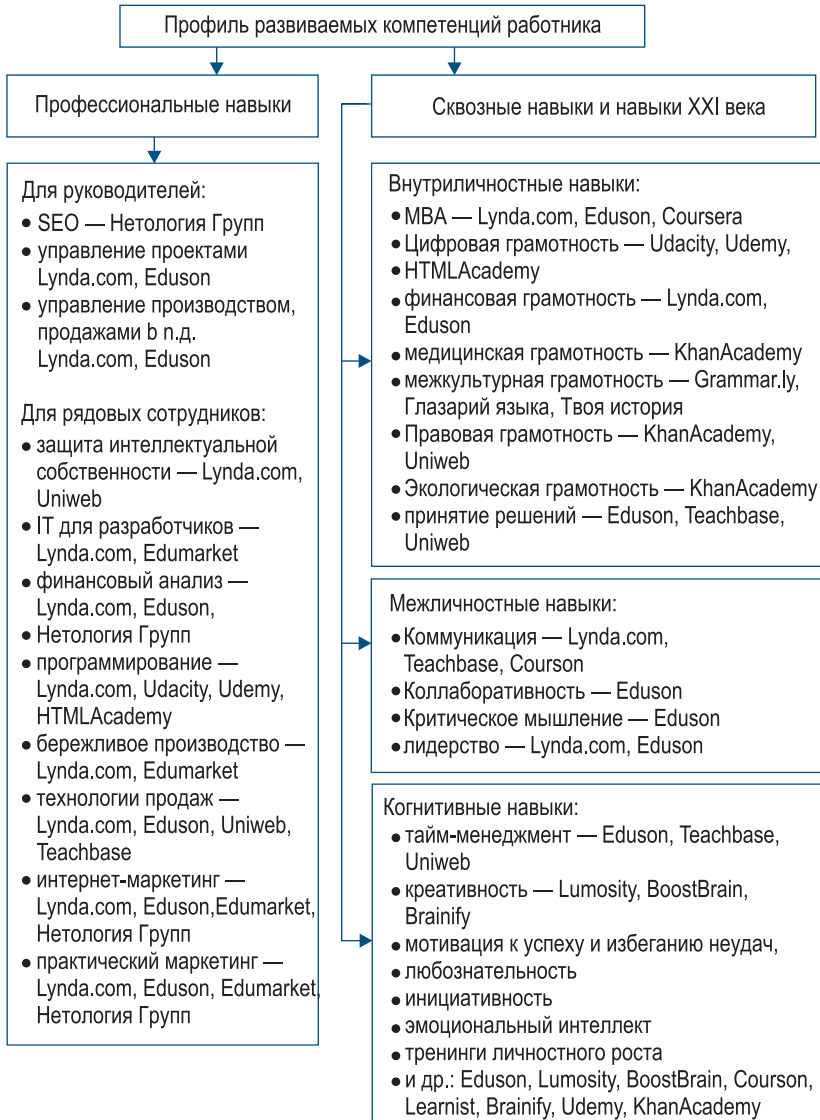 Профиль развиваемых компетенций работника
Профессиональные навыки
Сквозные навыки и навыки XXI века
Для руководителей:
• SEO — Нетология Групп
• управление проектами
Lynda.com, Eduson
• управление производством,
продажами b n.д.
Lynda.com, Eduson
Для рядовых сотрудников:
• защита интеллектуальной
собственности — Lynda.com,
Uniweb
• IT для разработчиков —
Lynda.com, Edumarket
• финансовый анализ —
Lynda.com, Eduson,
• Нетология Групп
• программирование —
Lynda.com, Udacity, Udemy,
HTMLAcademy
• бережливое производство —
Lynda.com, Edumarket
• технологии продаж —
Lynda.com, Eduson, Uniweb,
Teachbase
• интернет-маркетинг —
Lynda.com, Eduson,Edumarket,
Нетология Групп
• практический маркетинг —
Lynda.com, Eduson, Edumarket,
Нетология Групп
Внутриличностные навыки:
• MBA — Lynda.com, Eduson, Coursera
• Цифровая грамотность — Udacity, Udemy,
• HTMLAcademy
• финансовая грамотность — Lynda.com,
Eduson
• медицинская грамотность — KhanAcademy
• межкультурная грамотность — Grammar.ly,
Глазарий языка, Твоя история
• Правовая грамотность — KhanAcademy,
Uniweb
• Экологическая грамотность — KhanAcademy
• принятие решений — Eduson, Teachbase,
Uniweb
Межличностные навыки:
• Коммуникация — Lynda.com,
Teachbase, Courson
• Коллаборативность — Eduson
• Критическое мышление — Eduson
• лидерство — Lynda.com, Eduson
Когнитивные навыки:
• тайм-менеджмент — Eduson, Teachbase,
Uniweb
• креативность — Lumosity, BoostBrain,
Brainify
• мотивация к успеху и избеганию неудач,
• любознательность
• инициативность
• эмоциональный интеллект
• тренинги личностного роста
• и др.: Eduson, Lumosity, BoostBrain, Courson,
Learnist, Brainify, Udemy, KhanAcademy